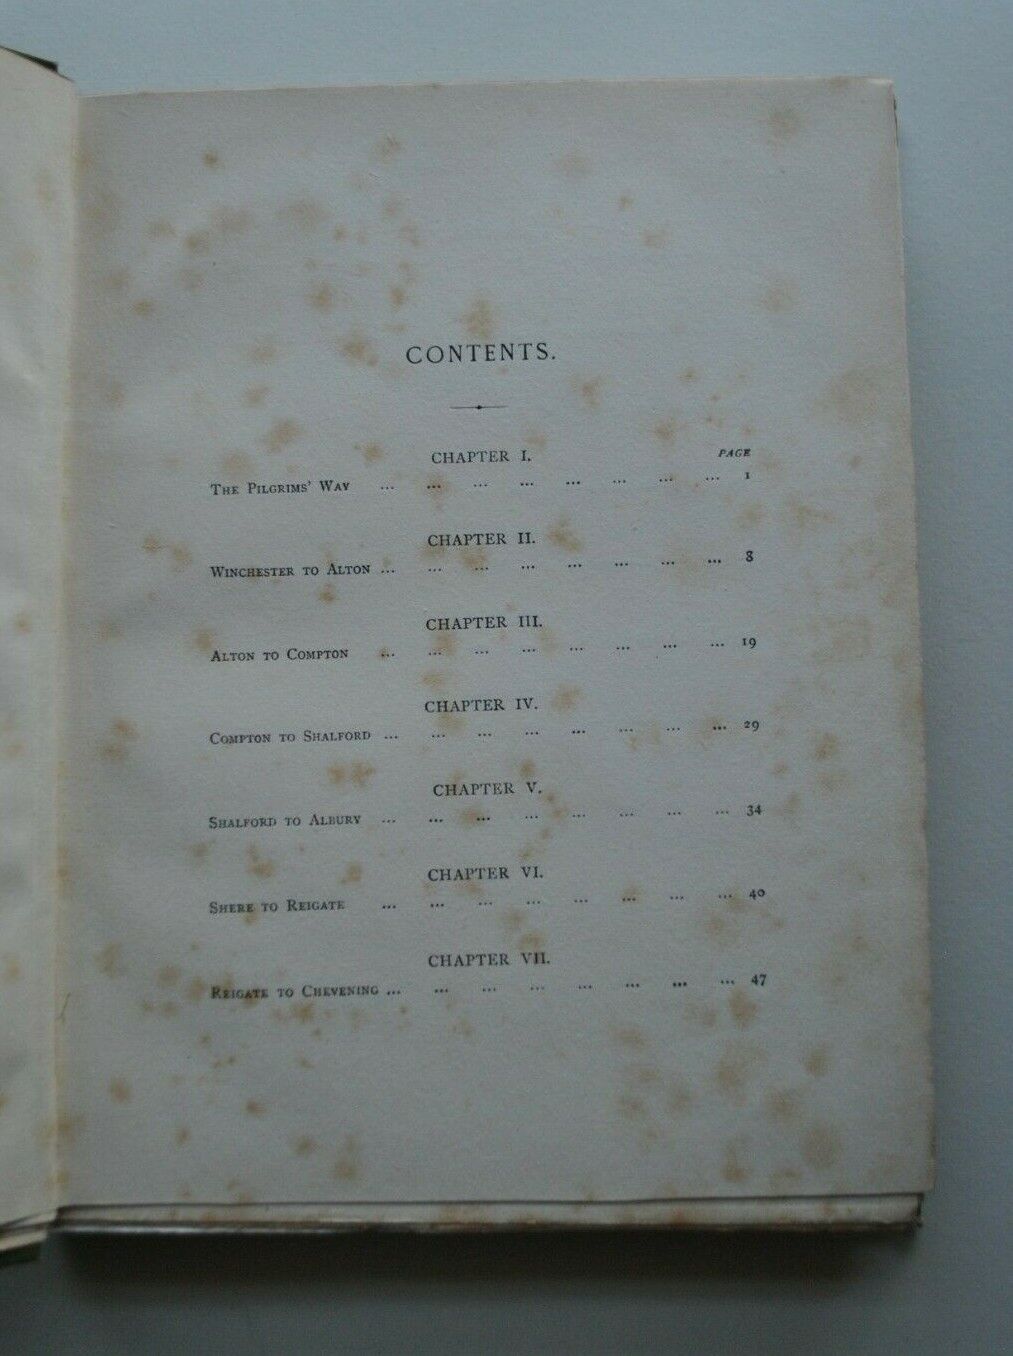 CONTENTS.
CHAPTER I. PAGE
THE PILGRIMS' WAY ... ... ... ... ... ... ... ... 1
CHAPTER II.
WINCHESTER TO ALTON ... ... ... ... ... ... ... ... 8
CHAPTER III.
ALTON TO COMPTON ... ... ... ... ... ... ... ... 19
CHAPTER IV.
COMPTON TO SHALFORD ... ... ... ... ... ... ... ... 29
CHAPTER V.
SHALFORD TO ALBURY ... ... ... ... ... ... ... ... 34
CHAPTER VI.
SHERE TO REIGATE ... ... ... ... ... ... ... ... 40
CHAPTER VII.
REIGATE TO CHEVENING ... ... ... ... ... ... ... ... 47